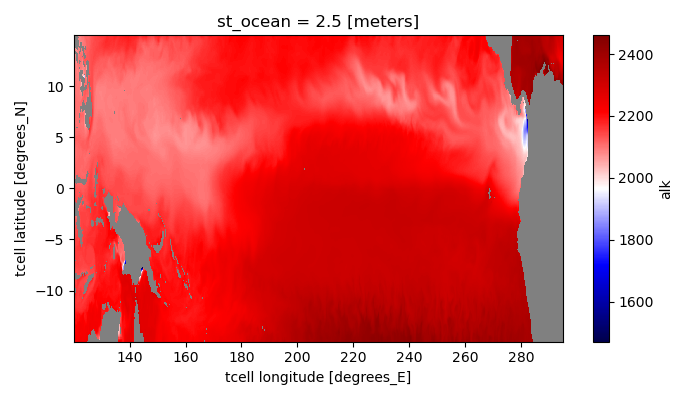 st_ocean = 2.5 [meters]
tcell latitude [degrees_N]
10
5
0
−5
−10
140 160 180 200 220 240 260 280
tcell longitude [degrees_E]
2400
2200
2000
1800
1600
alk